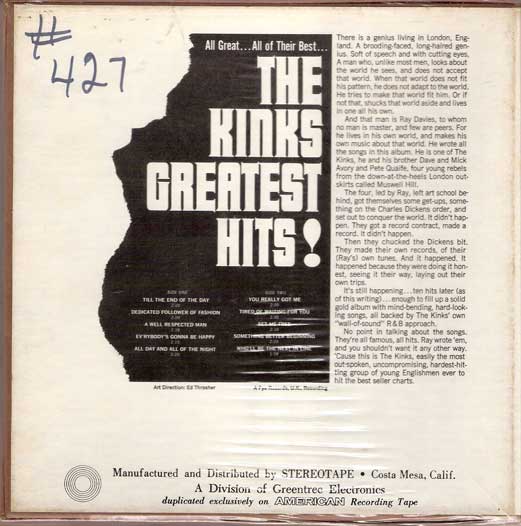 # 427
All Great...All of Their Best...
THE
KINKS
GREATEST
HITS!
SIDE ONE
TILL THE END OF THE DAY
DEDICATED FOLLOWER OF FASHION
A WELL RESPECTED MAN
EV'RYBODY'S GONNA BE HAPPY
ALL DAY AND ALL OF THE NIGHT
SIDE TWO
YOU REALLY GOT ME
TIRED OF WAITING FOR YOU
SET ME FREE
SOMETHING BETTER BEGINNING
WHO'LL BE THE NEXT IN LINE
Art Direction: Ed Thrasher
A Pye Records, U.K., Recording
There is a genius living in London, Eng-
land. A brooding-faced, long-haired gen-
ius. Soft of speech and with cutting eyes,
A man who, unlike most men, looks about
the world he sees, and does not accept
that world. When that world does not fit
his pattern, he does not adapt to the world.
He tries to make that world fit him. Or if
not that, shucks that world aside and lives
in one all his own.
And that man is Ray Davies, to whom
no man is master, and few are peers. For
he lives in his own world, and makes his
own music about that world. He wrote all
the songs in this album. He is one of The
Kinks, he and his brother Dave and Mick
Avory and Pete Quaife, four young rebels
from the down-at-the-heels London out-
skirts called Muswell Hill.
The four, led by Ray, left art school be-
hind, got themselves some get-ups, some-
thing on the Charles Dickens order, and
set out to conquer the world. It didn't hap-
pen. They got a record contract, made a
record. It didn't happen.
Then they chucked the Dickens bit.
They made their own records, of their
(Ray's) own tunes. And it happened. It
happened because they were doing it hon-
est, seeing it their way, laying out their
own trips.
It's still happening...ten hits later (as
of this writing)...enough to fill up a solid
gold album with mind-bending, hard-look-
ing songs, all backed by The Kinks' own
"wall-of-sound" R & B approach.
No point in talking about the songs.
They're all famous, all hits. Ray wrote 'em,
and you shouldn't want it any other way.
'Cause this is The Kinks, easily the most
out-spoken, uncompromising, hardest-hit-
ting group of young Englishmen ever to
hit the best seller charts.
Manufactured and Distributed by STEREOTAPE • Costa Mesa, Calif.
A Division of Greentree Electronics
duplicated exclusively on AMERICAN Recording Tape